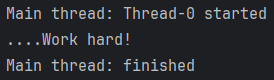 Main thread: Thread-0 started
....Work hard!
Main thread: finished